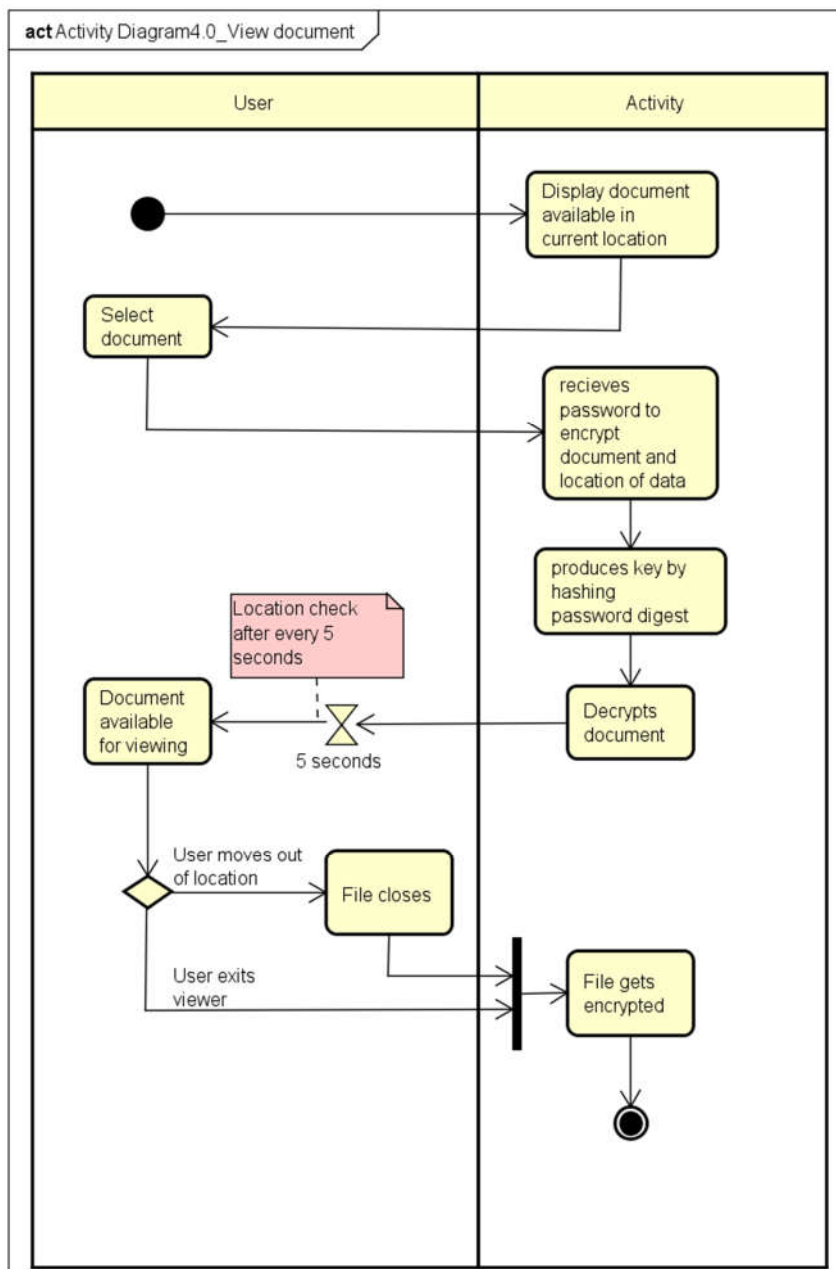 act Activity Diagram4.0_View document
User
Activity
Display document
available in
current location
Select
document
recieves
password to
encrypt
document and
location of data
produces key by
hashing
password digest
Location check
after every 5
seconds
Document
available
for viewing
5 seconds
Decrypts
document
User moves out
of location
File closes
User exits
viewer
File gets
encrypted